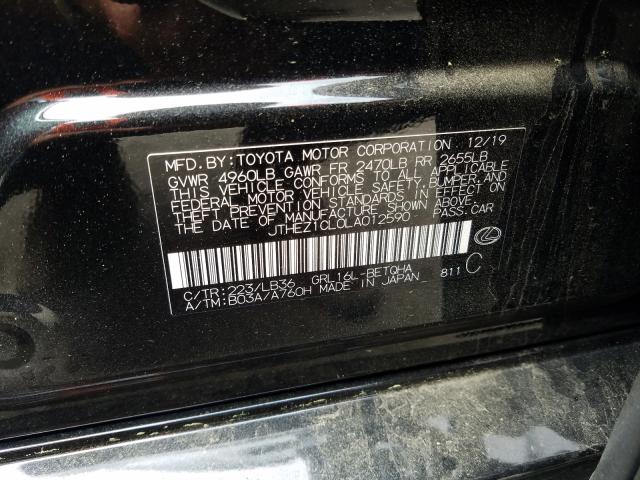 MFD.BY:TOYOTA MOTOR CORPORATION 12/19
GVWR 4960LB GAWR FR 2470LB RR 2655LB
THIS VEHICLE CONFORMS TO ALL APPLICABLE
FEDERAL MOTOR VEHICLE SAFETY,BUMPER AND
THEFT PREVENTION STANDARDS IN EFFECT ON
THE DATE OF MANUFACTURE SHOWN ABOVE.
JTHEZ1CL0LA012590 PASS.CAR
C/TR:223/LB36 GRL16L-BETQHA
A/TM:B03A/A760H MADE IN JAPAN 811 C